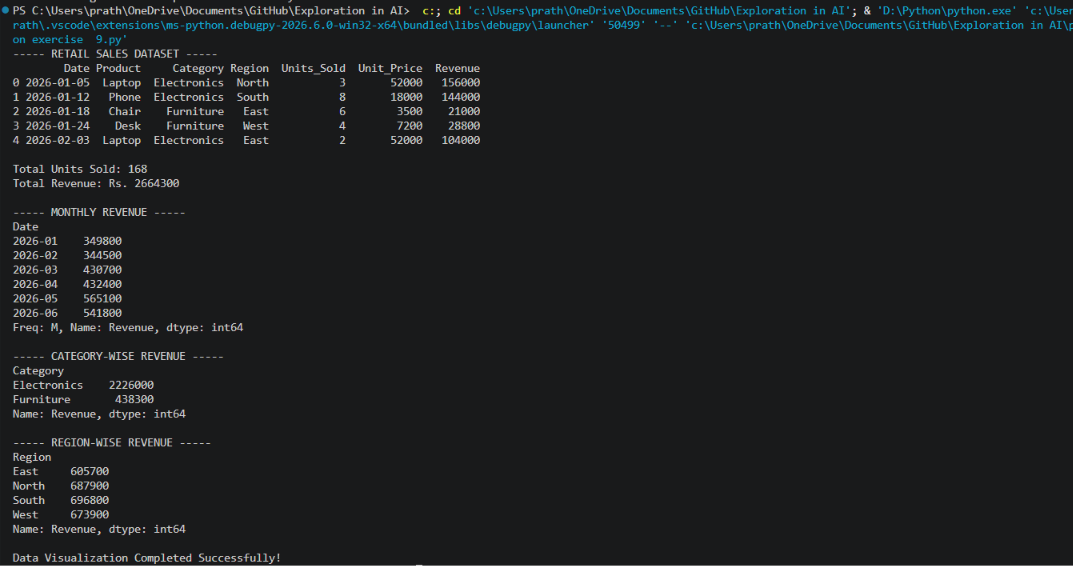 PS C:\Users\prath\OneDrive\Documents\GitHub\Exploration in AI>  c:; cd 'c:\Users\prath\OneDrive\Documents\GitHub\Exploration in AI'; & 'D:\Python\python.exe' 'c:\User
rath\.vscode\extensions\ms-python.debugpy-2026.6.0-win32-x64\bundled\libs\debugpy\launcher' '50499' '--' 'c:\Users\prath\OneDrive\Documents\GitHub\Exploration in AI\p
on exercise  9.py'
----- RETAIL SALES DATASET -----
        Date Product     Category Region  Units_Sold  Unit_Price  Revenue
0 2026-01-05  Laptop  Electronics  North           3       52000   156000
1 2026-01-12   Phone  Electronics  South           8       18000   144000
2 2026-01-18   Chair    Furniture   East           6        3500    21000
3 2026-01-24    Desk    Furniture   West           4        7200    28800
4 2026-02-03  Laptop  Electronics   East           2       52000   104000
Total Units Sold: 168
Total Revenue: Rs. 2664300
----- MONTHLY REVENUE -----
Date
2026-01    349800
2026-02    344500
2026-03    430700
2026-04    432400
2026-05    565100
2026-06    541800
Freq: M, Name: Revenue, dtype: int64
----- CATEGORY-WISE REVENUE -----
Category
Electronics    2226000
Furniture       438300
Name: Revenue, dtype: int64
----- REGION-WISE REVENUE -----
Region
East     605700
North    687900
South    696800
West     673900
Name: Revenue, dtype: int64
Data Visualization Completed Successfully!